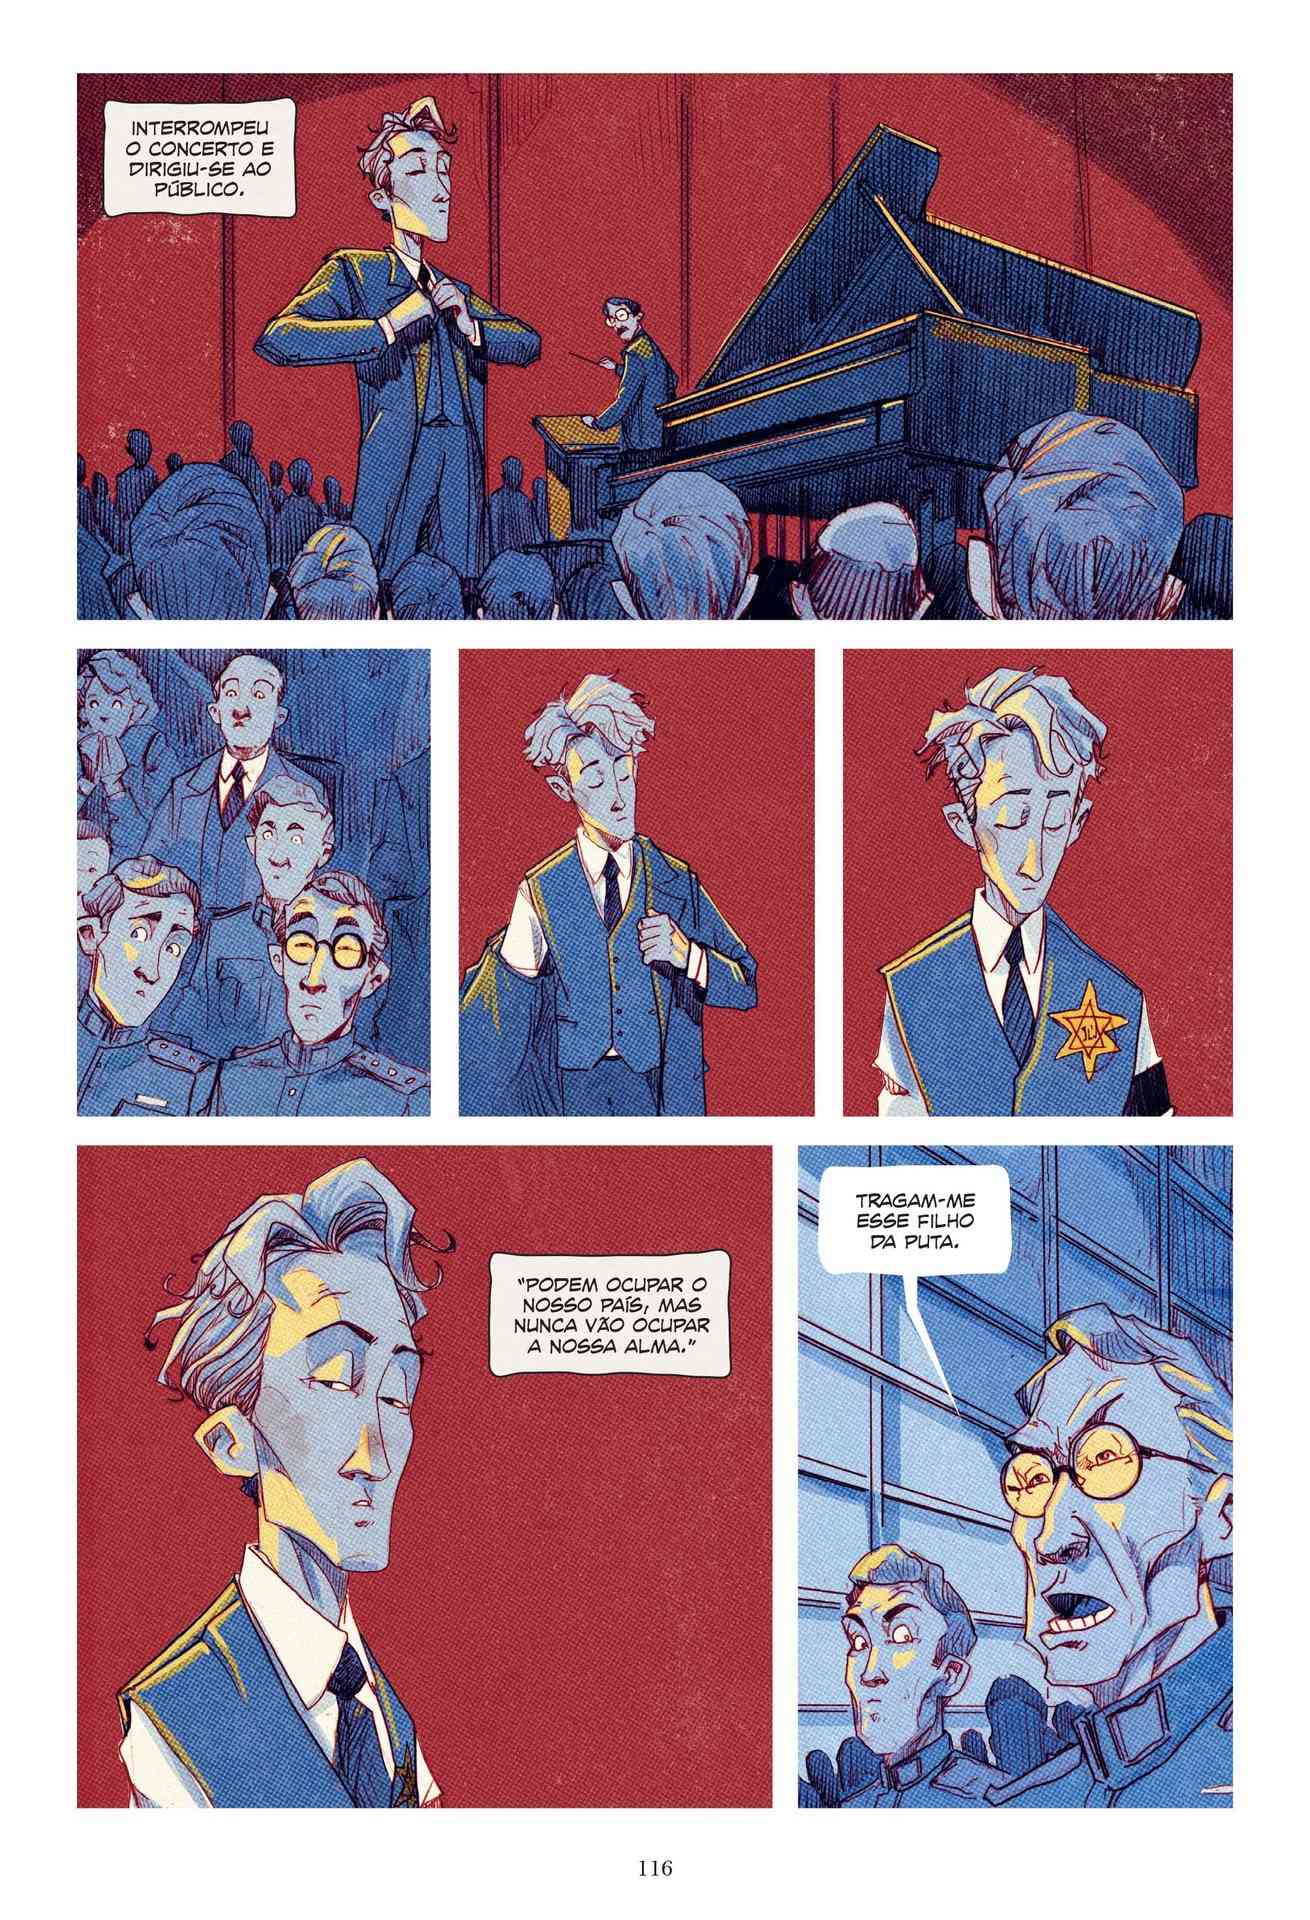 INTERROMPEU
O CONCERTO E
DIRIGIU-SE AO
PÚBLICO.
"PODEM OCUPAR O
NOSSO PAÍS, MAS
NUNCA VÃO OCUPAR
A NOSSA ALMA."
TRAGAM-ME
ESSE FILHO
DA PUTA.
116